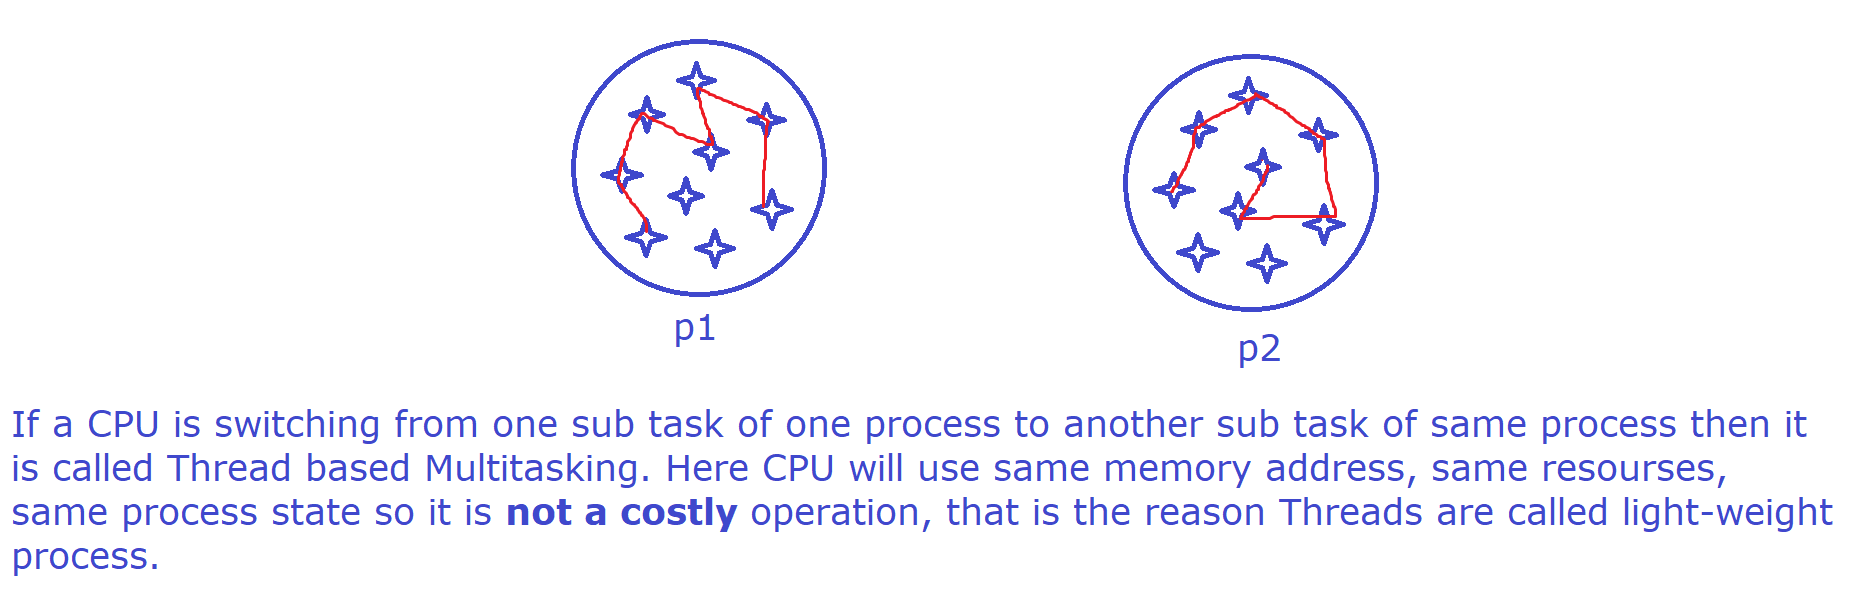 p1
p2
If a CPU is switching from one sub task of one process to another sub task of same process then it
is called Thread based Multitasking. Here CPU will use same memory address, same resourses,
same process state so it is not a costly operation, that is the reason Threads are called light-weight
process.